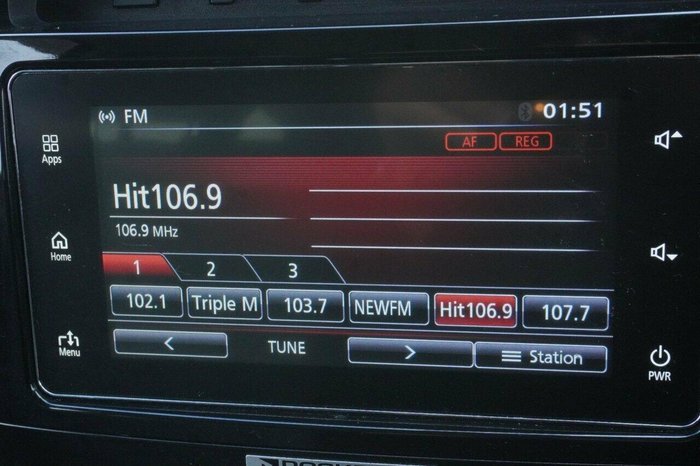 FM 01:51
AF REG
Apps
Hit106.9
106.9 MHz
Home
1 2 3
102.1 Triple M 103.7 NEWFM Hit106.9 107.7
< TUNE > Station
Menu
PWR